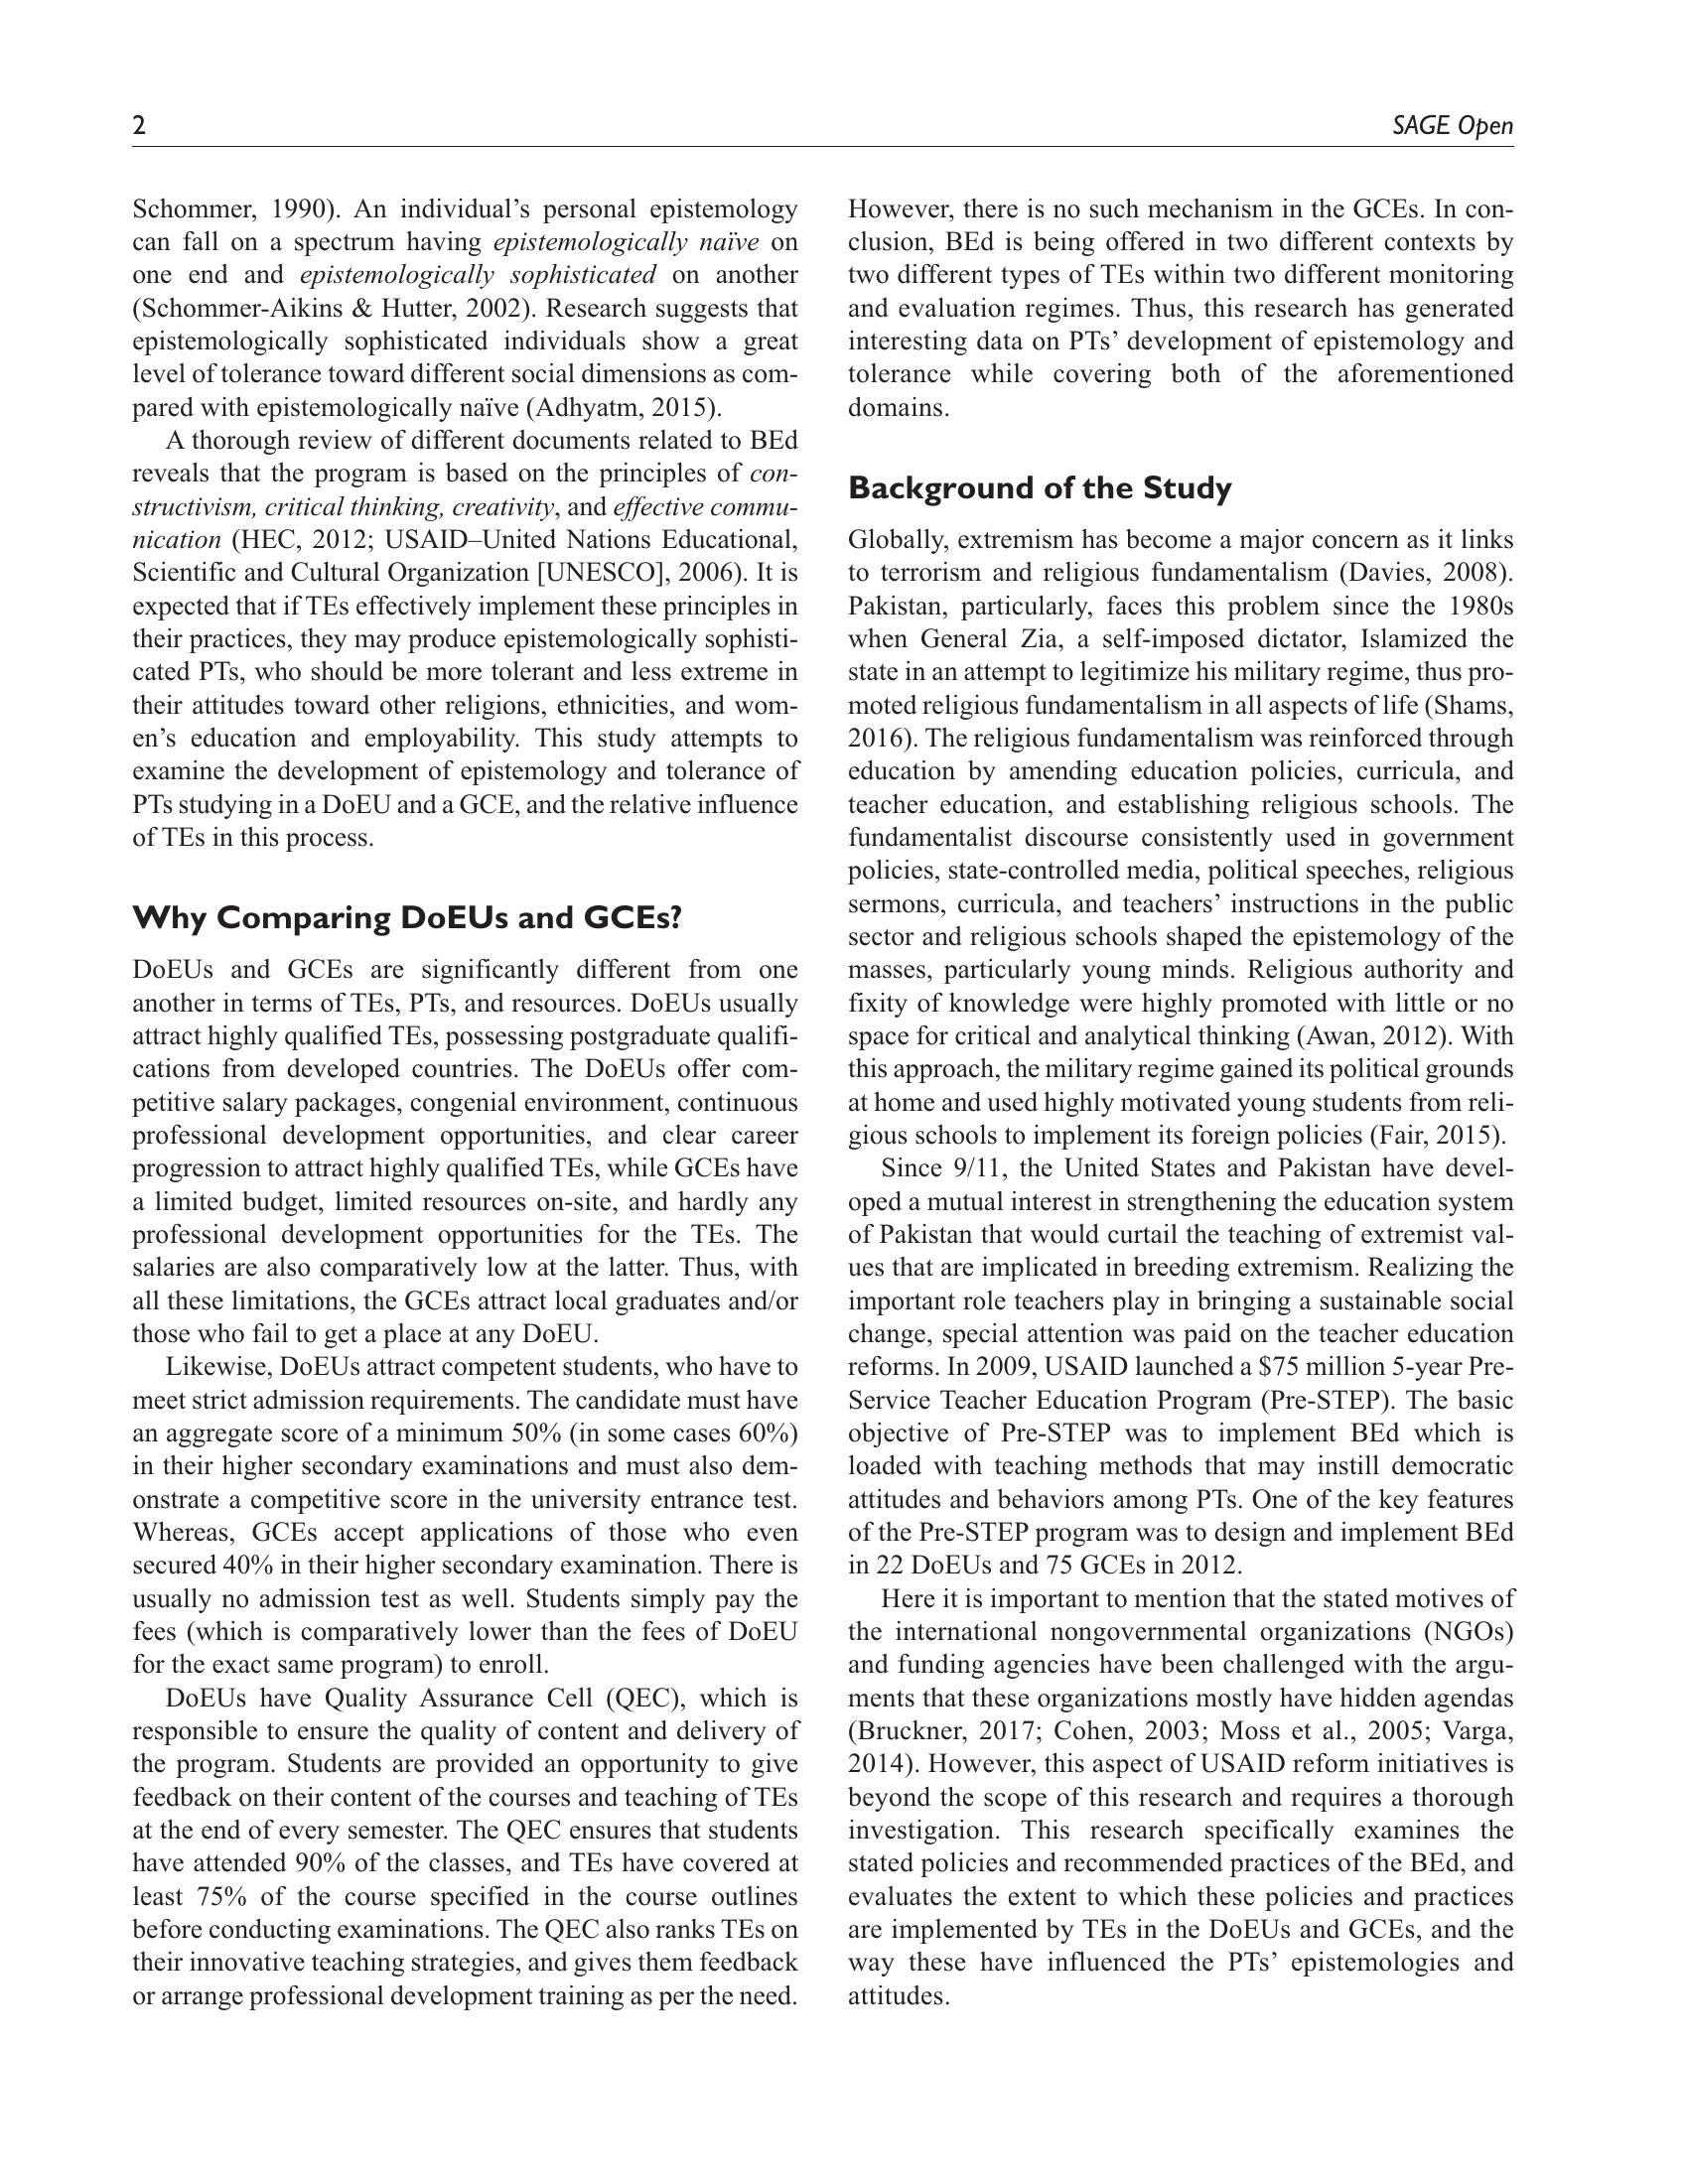 2
SAGE Open
Schommer, 1990). An individual’s personal epistemology
can fall on a spectrum having epistemologically naïve on
one end and epistemologically sophisticated on another
(Schommer-Aikins & Hutter, 2002). Research suggests that
epistemologically sophisticated individuals show a great
level of tolerance toward different social dimensions as com-
pared with epistemologically naïve (Adhyatm, 2015).
A thorough review of different documents related to BEd
reveals that the program is based on the principles of con-
structivism, critical thinking, creativity, and effective commu-
nication (HEC, 2012; USAID–United Nations Educational,
Scientific and Cultural Organization [UNESCO], 2006). It is
expected that if TEs effectively implement these principles in
their practices, they may produce epistemologically sophisti-
cated PTs, who should be more tolerant and less extreme in
their attitudes toward other religions, ethnicities, and wom-
en’s education and employability. This study attempts to
examine the development of epistemology and tolerance of
PTs studying in a DoEU and a GCE, and the relative influence
of TEs in this process.
Why Comparing DoEUs and GCEs?
DoEUs and GCEs are significantly different from one
another in terms of TEs, PTs, and resources. DoEUs usually
attract highly qualified TEs, possessing postgraduate qualifi-
cations from developed countries. The DoEUs offer com-
petitive salary packages, congenial environment, continuous
professional development opportunities, and clear career
progression to attract highly qualified TEs, while GCEs have
a limited budget, limited resources on-site, and hardly any
professional development opportunities for the TEs. The
salaries are also comparatively low at the latter. Thus, with
all these limitations, the GCEs attract local graduates and/or
those who fail to get a place at any DoEU.
Likewise, DoEUs attract competent students, who have to
meet strict admission requirements. The candidate must have
an aggregate score of a minimum 50% (in some cases 60%)
in their higher secondary examinations and must also dem-
onstrate a competitive score in the university entrance test.
Whereas, GCEs accept applications of those who even
secured 40% in their higher secondary examination. There is
usually no admission test as well. Students simply pay the
fees (which is comparatively lower than the fees of DoEU
for the exact same program) to enroll.
DoEUs have Quality Assurance Cell (QEC), which is
responsible to ensure the quality of content and delivery of
the program. Students are provided an opportunity to give
feedback on their content of the courses and teaching of TEs
at the end of every semester. The QEC ensures that students
have attended 90% of the classes, and TEs have covered at
least 75% of the course specified in the course outlines
before conducting examinations. The QEC also ranks TEs on
their innovative teaching strategies, and gives them feedback
or arrange professional development training as per the need.
However, there is no such mechanism in the GCEs. In con-
clusion, BEd is being offered in two different contexts by
two different types of TEs within two different monitoring
and evaluation regimes. Thus, this research has generated
interesting data on PTs’ development of epistemology and
tolerance while covering both of the aforementioned
domains.
Background of the Study
Globally, extremism has become a major concern as it links
to terrorism and religious fundamentalism (Davies, 2008).
Pakistan, particularly, faces this problem since the 1980s
when General Zia, a self-imposed dictator, Islamized the
state in an attempt to legitimize his military regime, thus pro-
moted religious fundamentalism in all aspects of life (Shams,
2016). The religious fundamentalism was reinforced through
education by amending education policies, curricula, and
teacher education, and establishing religious schools. The
fundamentalist discourse consistently used in government
policies, state-controlled media, political speeches, religious
sermons, curricula, and teachers’ instructions in the public
sector and religious schools shaped the epistemology of the
masses, particularly young minds. Religious authority and
fixity of knowledge were highly promoted with little or no
space for critical and analytical thinking (Awan, 2012). With
this approach, the military regime gained its political grounds
at home and used highly motivated young students from reli-
gious schools to implement its foreign policies (Fair, 2015).
Since 9/11, the United States and Pakistan have devel-
oped a mutual interest in strengthening the education system
of Pakistan that would curtail the teaching of extremist val-
ues that are implicated in breeding extremism. Realizing the
important role teachers play in bringing a sustainable social
change, special attention was paid on the teacher education
reforms. In 2009, USAID launched a $75 million 5-year Pre-
Service Teacher Education Program (Pre-STEP). The basic
objective of Pre-STEP was to implement BEd which is
loaded with teaching methods that may instill democratic
attitudes and behaviors among PTs. One of the key features
of the Pre-STEP program was to design and implement BEd
in 22 DoEUs and 75 GCEs in 2012.
Here it is important to mention that the stated motives of
the international nongovernmental organizations (NGOs)
and funding agencies have been challenged with the argu-
ments that these organizations mostly have hidden agendas
(Bruckner, 2017; Cohen, 2003; Moss et al., 2005; Varga,
2014). However, this aspect of USAID reform initiatives is
beyond the scope of this research and requires a thorough
investigation. This research specifically examines the
stated policies and recommended practices of the BEd, and
evaluates the extent to which these policies and practices
are implemented by TEs in the DoEUs and GCEs, and the
way these have influenced the PTs’ epistemologies and
attitudes.